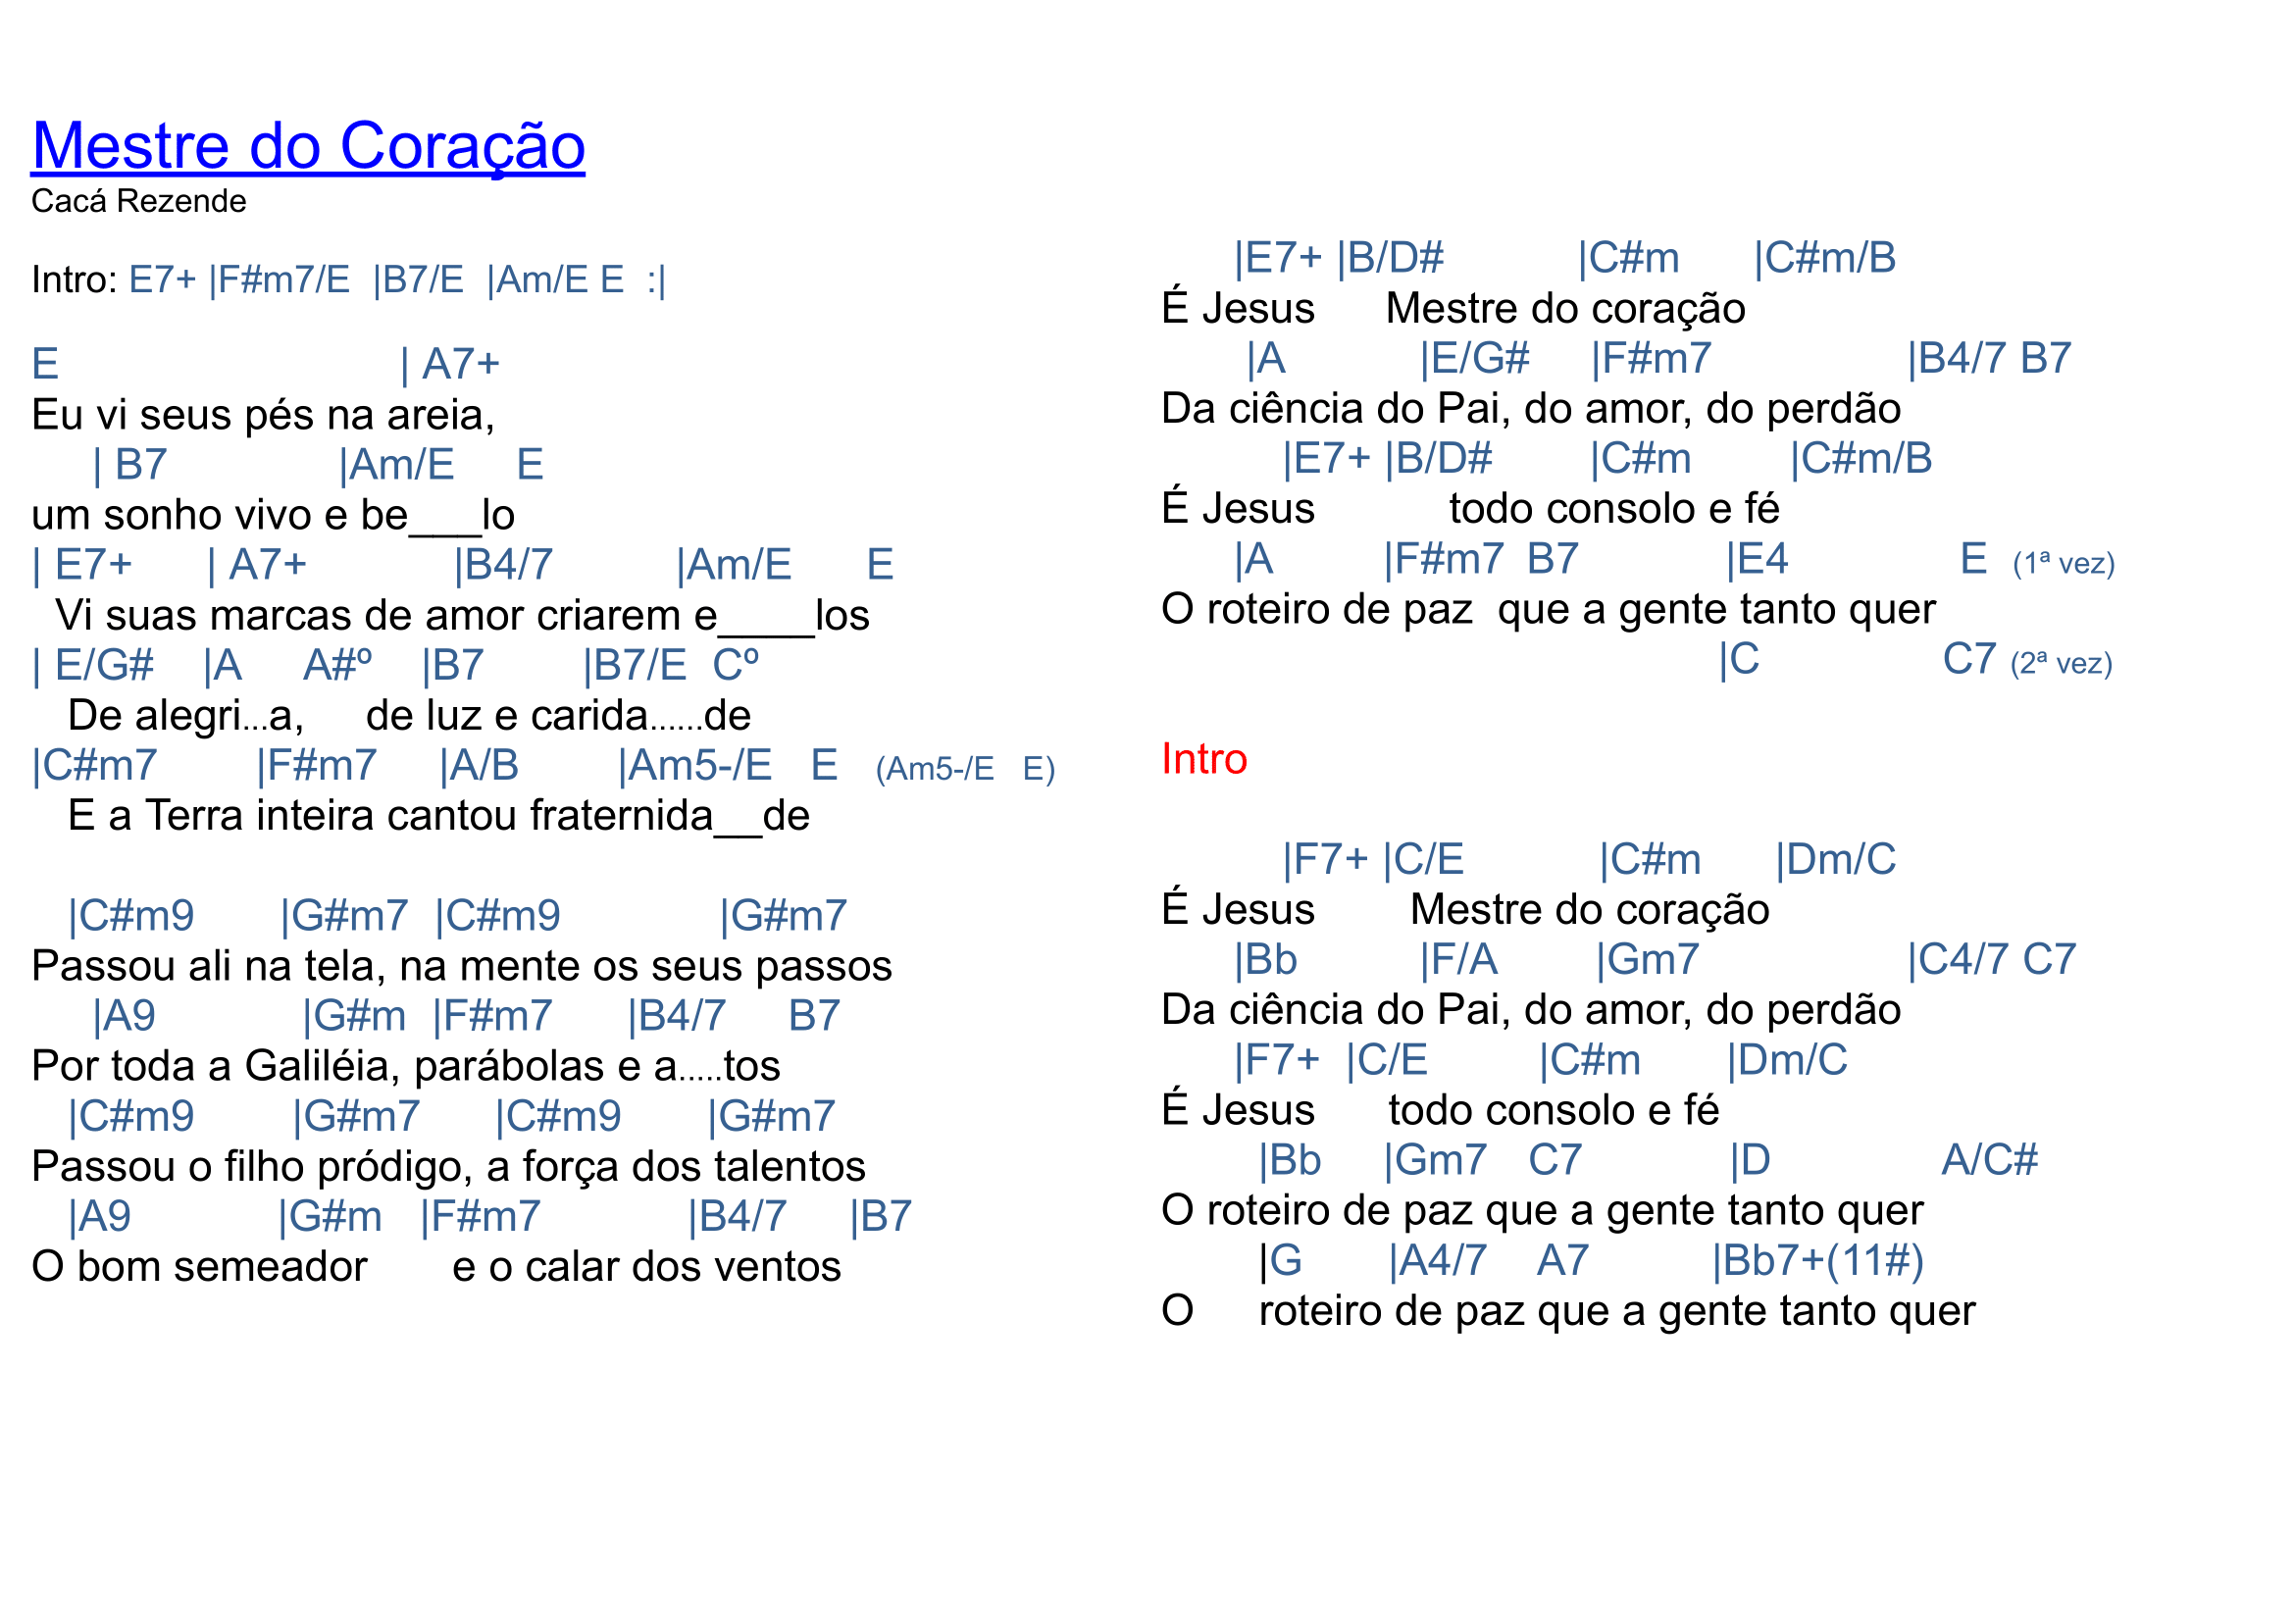 Mestre do Coração
Cacá Rezende
Intro: E7+ |F#m7/E |B7/E |Am/E E :|
E | A7+
Eu vi seus pés na areia,
| B7 |Am/E E
um sonho vivo e be___lo
| E7+ | A7+ |B4/7 |Am/E E
Vi suas marcas de amor criarem e____los
| E/G# |A A#º |B7 |B7/E Cº
De alegri...a, de luz e carida......de
|C#m7 |F#m7 |A/B |Am5-/E E (Am5-/E E)
E a Terra inteira cantou fraternida__de
|C#m9 |G#m7 |C#m9 |G#m7
Passou ali na tela, na mente os seus passos
|A9 |G#m |F#m7 |B4/7 B7
Por toda a Galiléia, parábolas e a.....tos
|C#m9 |G#m7 |C#m9 |G#m7
Passou o filho pródigo, a força dos talentos
|A9 |G#m |F#m7 |B4/7 |B7
O bom semeador e o calar dos ventos
|E7+ |B/D# |C#m |C#m/B
É Jesus Mestre do coração
|A |E/G# |F#m7 |B4/7 B7
Da ciência do Pai, do amor, do perdão
|E7+ |B/D# |C#m |C#m/B
É Jesus todo consolo e fé
|A |F#m7 B7 |E4 E (1ª vez)
O roteiro de paz que a gente tanto quer
|C C7 (2ª vez)
Intro
|F7+ |C/E |C#m |Dm/C
É Jesus Mestre do coração
|Bb |F/A |Gm7 |C4/7 C7
Da ciência do Pai, do amor, do perdão
|F7+ |C/E |C#m |Dm/C
É Jesus todo consolo e fé
|Bb |Gm7 C7 |D A/C#
O roteiro de paz que a gente tanto quer
|G |A4/7 A7 |Bb7+(11#)
O roteiro de paz que a gente tanto quer